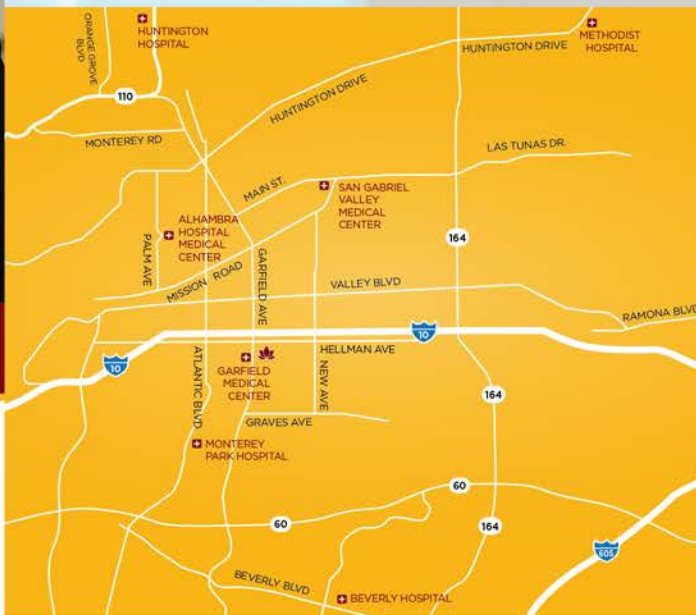 ORANGE GROVE
BLVD
HUNTINGTON
HOSPITAL
METHODIST
HOSPITAL
HUNTINGTON DRIVE
110
HUNTINGTON DRIVE
MONTEREY RD
LAS TUNAS DR.
MAIN ST.
SAN GABRIEL
VALLEY
MEDICAL
CENTER
ALHAMBRA
HOSPITAL
MEDICAL
CENTER
PALM AVE
164
GARFIELD AVE
MISSION ROAD
VALLEY BLVD
RAMONA BLVD
10
10
HELLMAN AVE
ATLANTIC BLVD
GARFIELD
MEDICAL
CENTER
NEW AVE
164
GRAVES AVE
MONTEREY
PARK HOSPITAL
60
60
164
605
BEVERLY BLVD
BEVERLY HOSPITAL